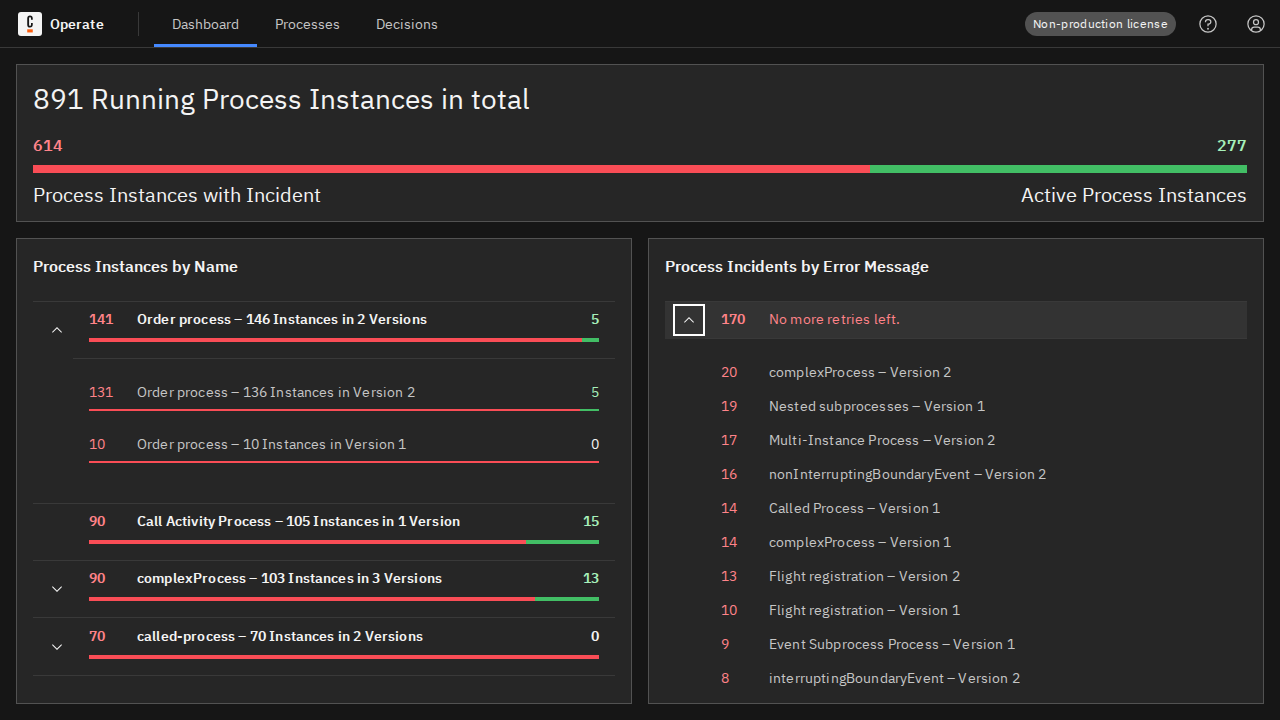 C Operate Dashboard Processes Decisions Non-production license
891 Running Process Instances in total
614 277
Process Instances with Incident Active Process Instances
Process Instances by Name
141 Order process – 146 Instances in 2 Versions 5
131 Order process – 136 Instances in Version 2 5
10 Order process – 10 Instances in Version 1 0
90 Call Activity Process – 105 Instances in 1 Version 15
90 complexProcess – 103 Instances in 3 Versions 13
70 called-process – 70 Instances in 2 Versions 0
Process Incidents by Error Message
170 No more retries left.
20 complexProcess – Version 2
19 Nested subprocesses – Version 1
17 Multi-Instance Process – Version 2
16 nonInterruptingBoundaryEvent – Version 2
14 Called Process – Version 1
14 complexProcess – Version 1
13 Flight registration – Version 2
10 Flight registration – Version 1
9 Event Subprocess Process – Version 1
8 interruptingBoundaryEvent – Version 2